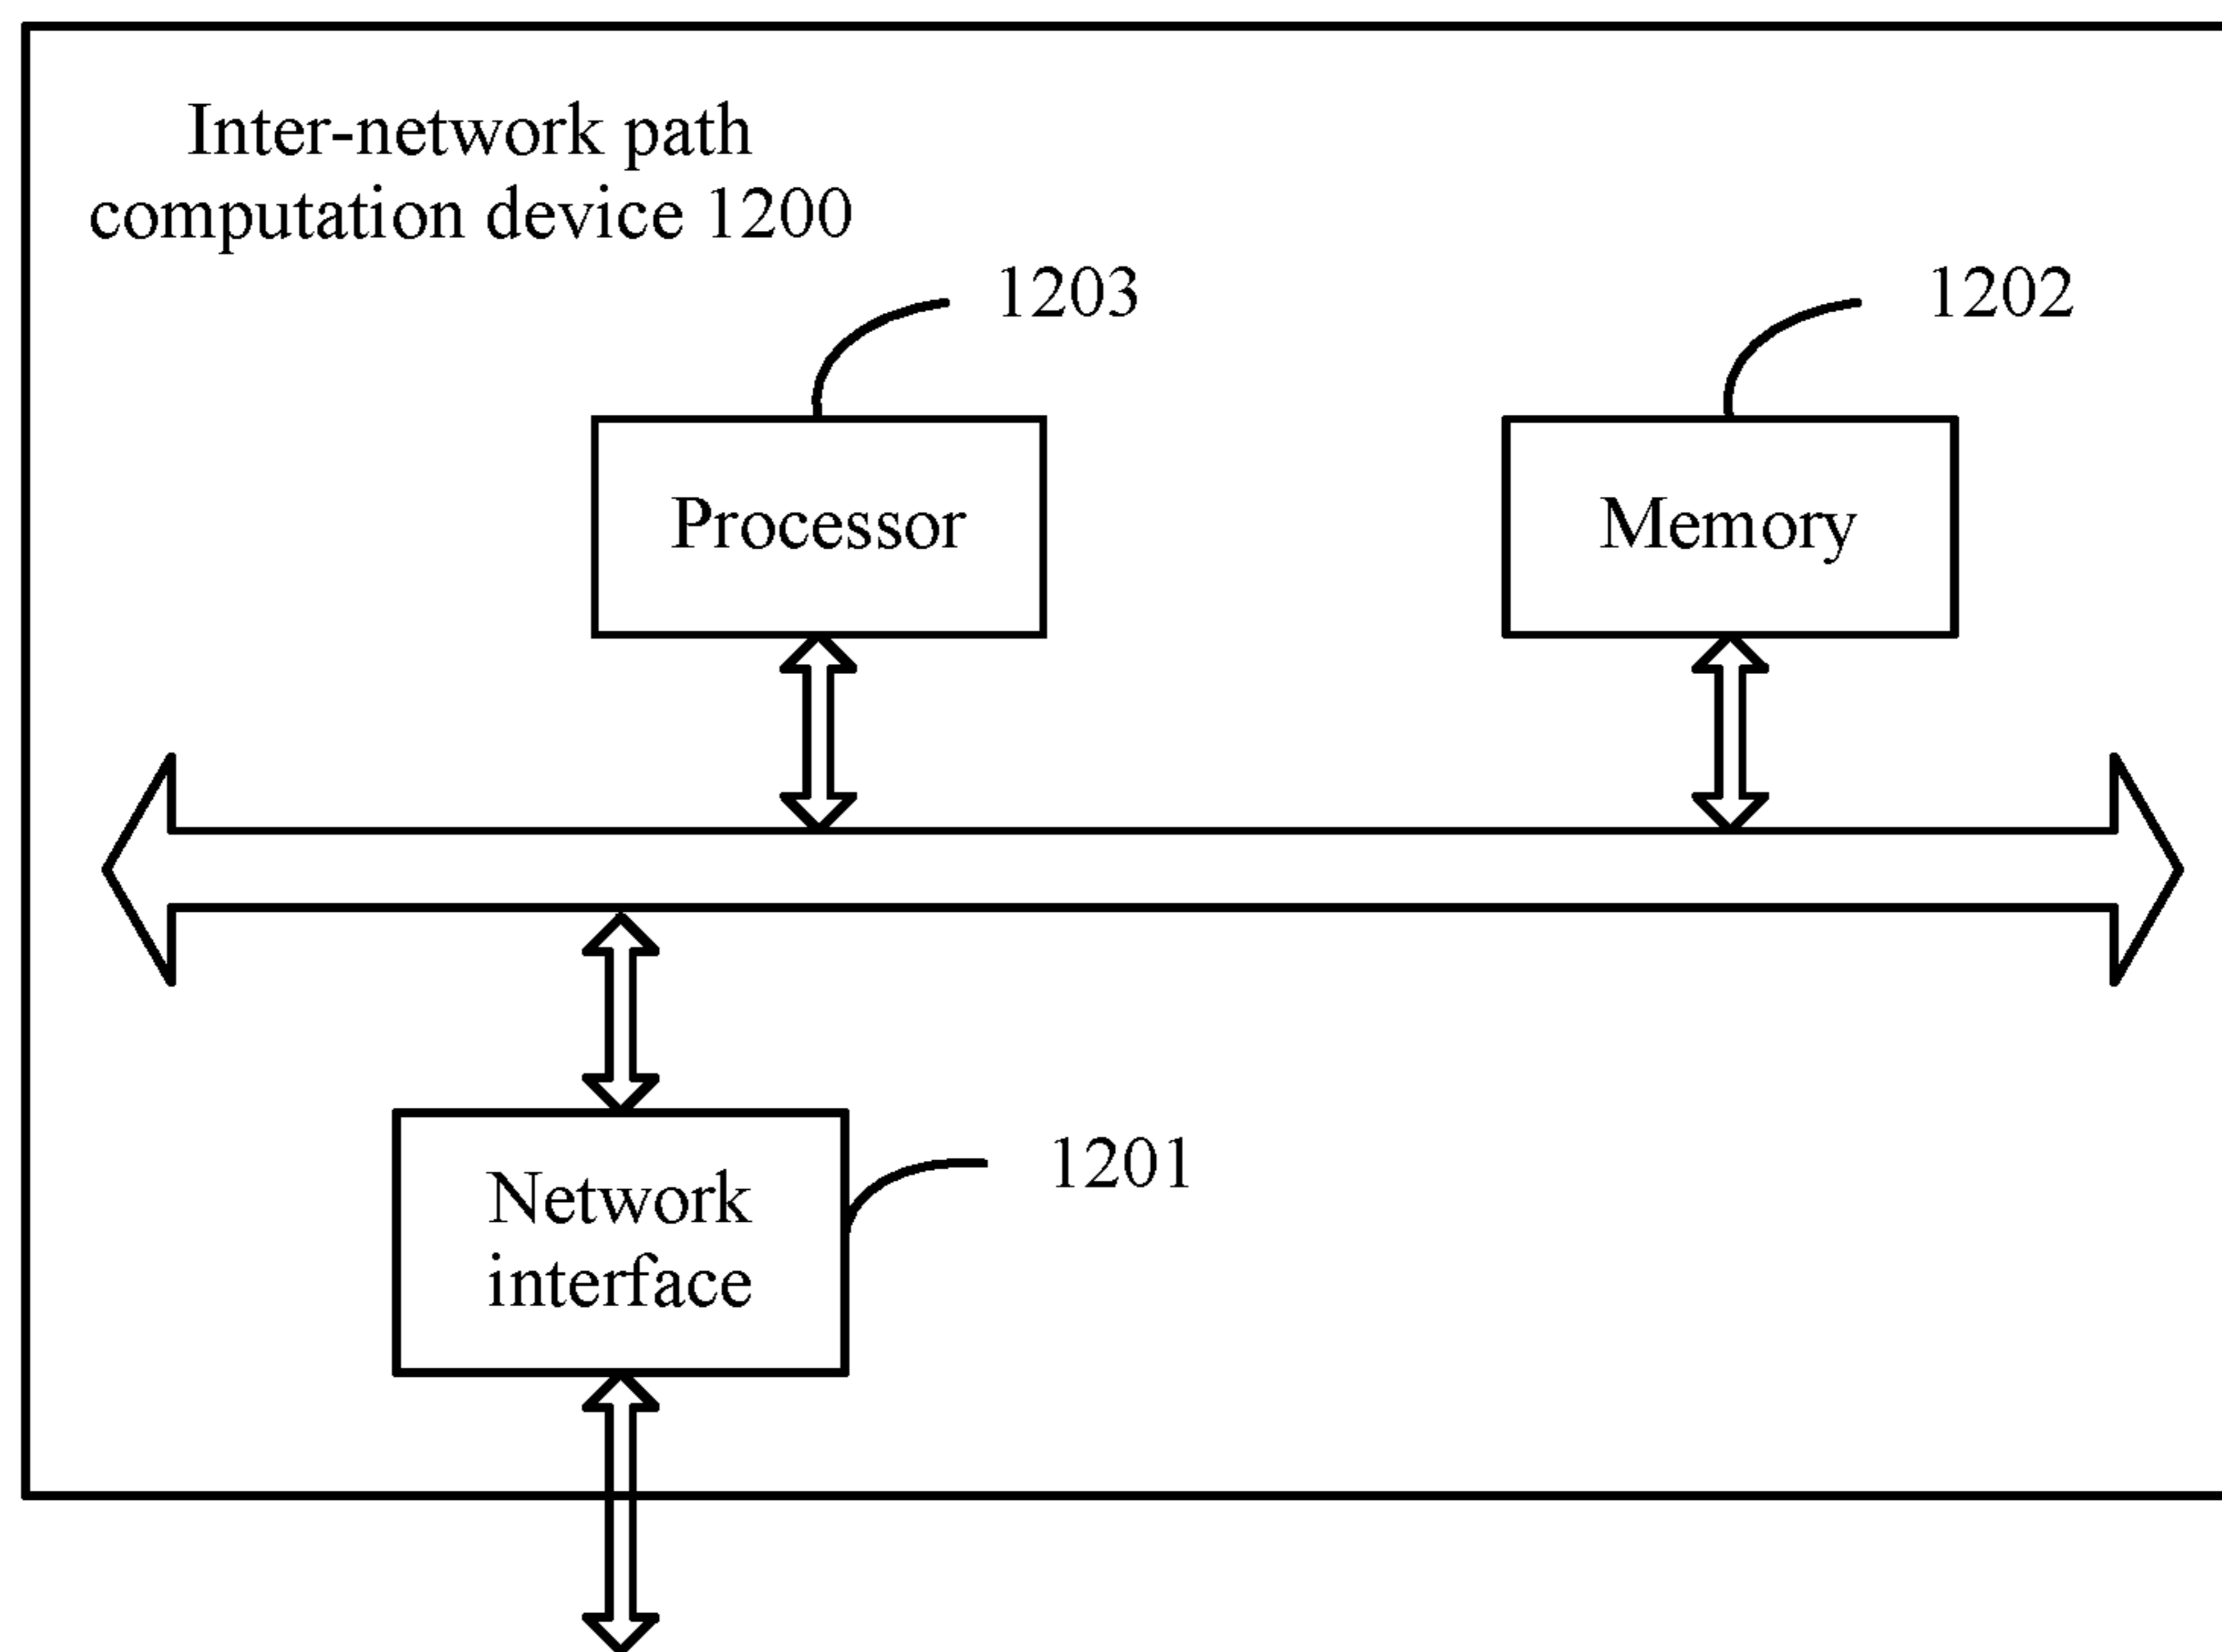 Inter-network path
computation device 1200
1203
1202
Processor
Memory
1201
Network
interface